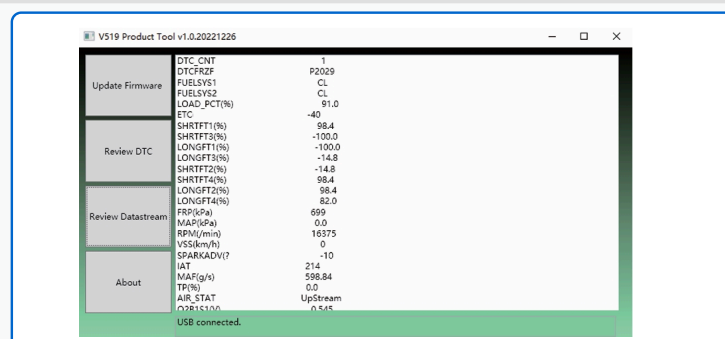 V519 Product Tool v1.0.20221226
Update Firmware
Review DTC
Review Datastream
About
DTC_CNT 1
DTCFRZF P2029
FUELSYS1 CL
FUELSYS2 CL
LOAD_PCT(%) 91.0
ETC -40
SHRTFT1(%) 98.4
SHRTFT3(%) -100.0
LONGFT1(%) -100.0
LONGFT3(%) -14.8
SHRTFT2(%) -14.8
SHRTFT4(%) 98.4
LONGFT2(%) 98.4
LONGFT4(%) 82.0
FRP(kPa) 699
MAP(kPa) 0.0
RPM(/min) 16375
VSS(km/h) 0
SPARKADV(? -10
IAT 214
MAF(g/s) 598.84
TP(%) 0.0
AIR_STAT UpStream
O2B1S1(V) 0.545
USB connected.